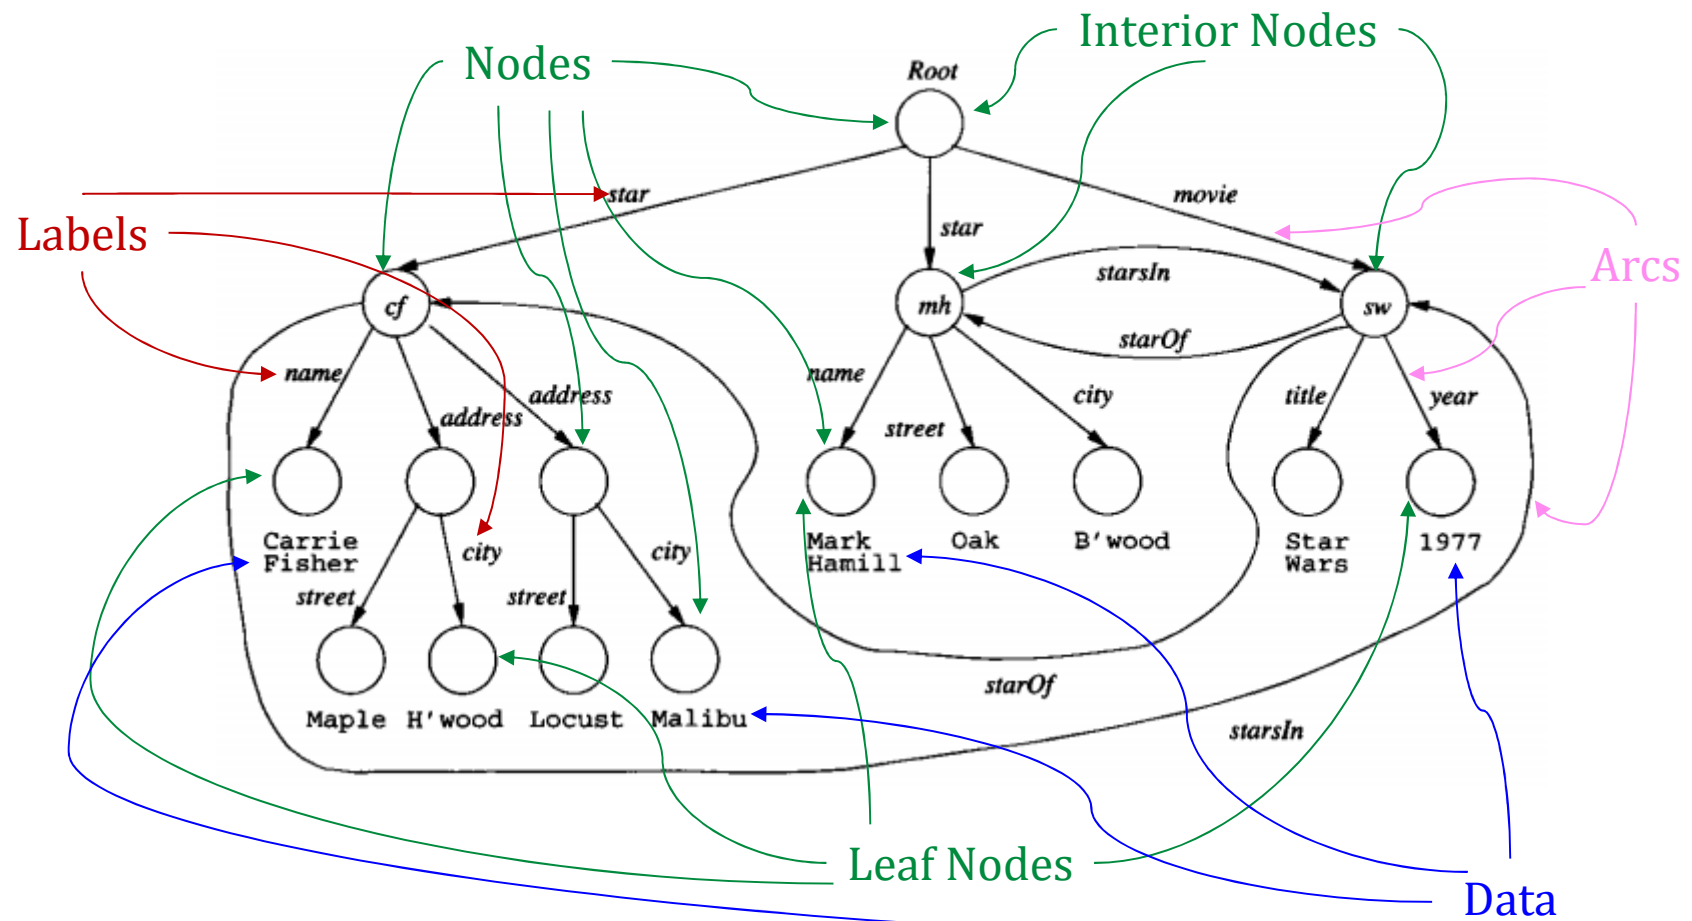 Interior Nodes
Nodes
Root
star
movie
Labels
star
starsIn
Arcs
cf
mh
sw
starOf
name
address
name
city
title
year
address
street
Carrie
Fisher
city
city
Mark
Hamill
Oak
B'wood
Star
Wars
1977
street
street
Maple
H'wood
Locust
Malibu
starOf
starsIn
Leaf Nodes
Data